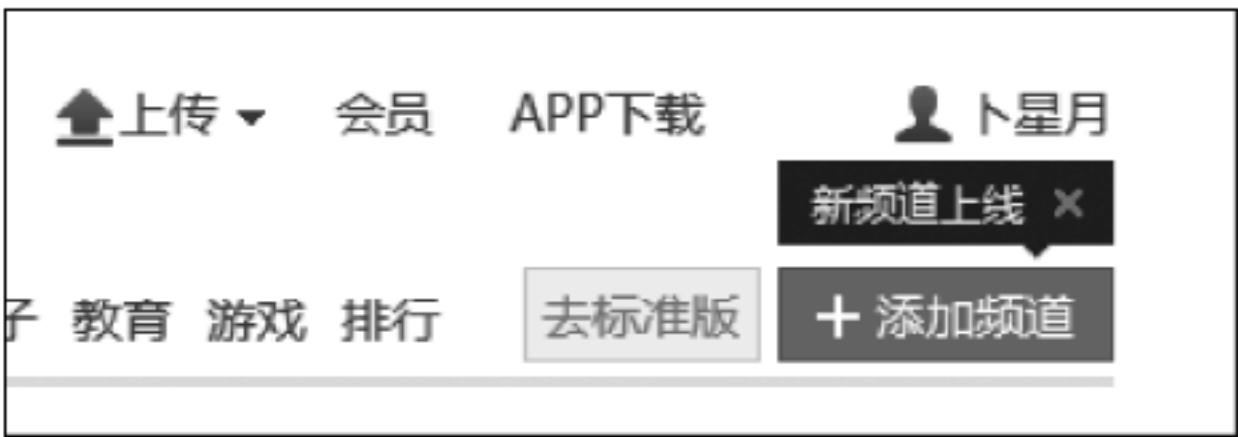 上传 会员 APP下载 卜星月
新频道上线 ×
子 教育 游戏 排行 去标准版 + 添加频道